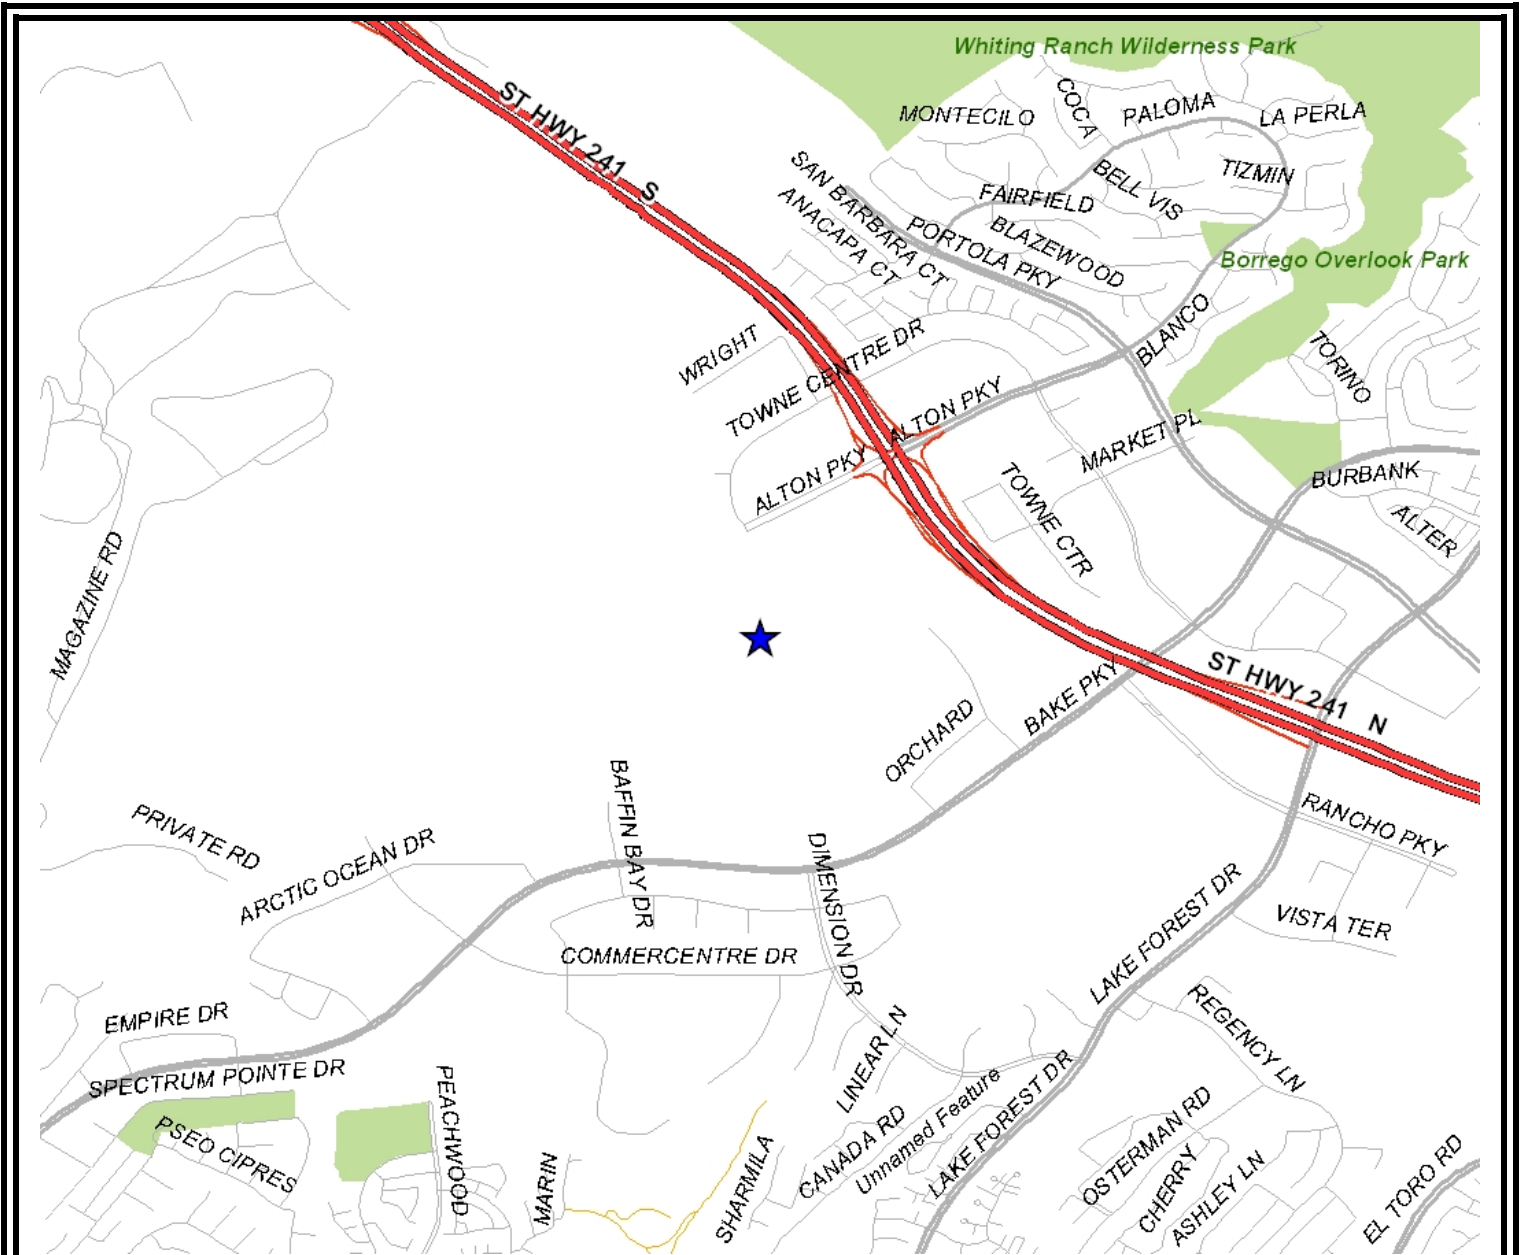 Whiting Ranch Wilderness Park
ST HWY 241 S
MONTECILO
COCA
PALOMA
LA PERLA
SAN BARBARA CT
ANACAPA CT
FAIRFIELD
BELL VIS
TIZMIN
PORTOLA PKY
BLAZEWOOD
Borrego Overlook Park
WRIGHT
TOWNE CENTRE DR
BLANCO
TORINO
ALTON PKY
ALTON PKY
MARKET PL
TOWNE CTR
BURBANK
ALTER
MAGAZINE RD
ST HWY 241 N
BAKE PKY
ORCHARD
BAFFIN BAY DR
PRIVATE RD
ARCTIC OCEAN DR
DIMENSION DR
RANCHO PKY
LAKE FOREST DR
VISTA TER
COMMERCENTRE DR
EMPIRE DR
REGENCY LN
LINEAR LN
SPECTRUM POINTE DR
PEACHWOOD
PSEO CIPRES
MARIN
SHARMILA
CANADA RD
Unnamed Feature
LAKE FOREST DR
OSTERMAN RD
CHERRY
ASHLEY LN
EL TORO RD